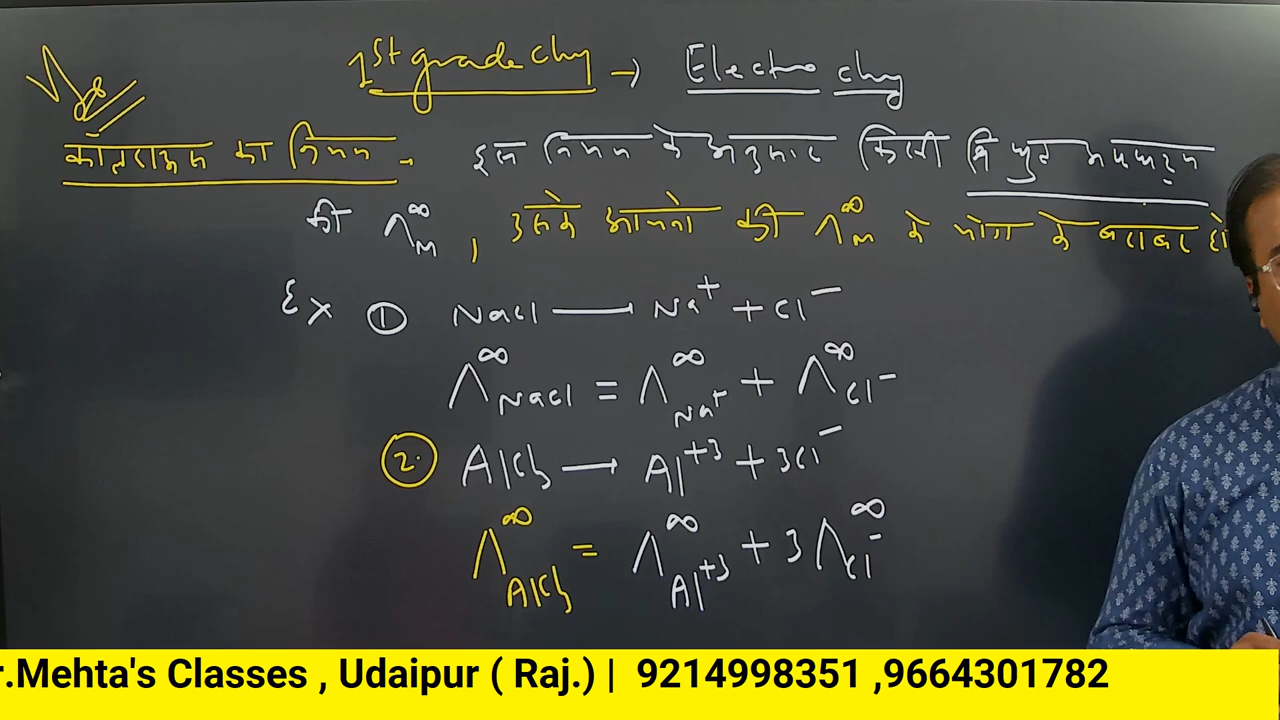 1st grade chy → Electro chy
कोलराऊस का नियम - इस नियम के अनुसार किसी विधुत अपघट्य
की Λ∞m , उसके आयनो की Λ∞m के योग के बराबर हो
Ex ① NaCl ⟶ Na⁺ + Cl⁻
Λ∞NaCl = Λ∞Na⁺ + Λ∞Cl⁻
②. AlCl₃ ⟶ Al⁺³ + 3Cl⁻
Λ∞AlCl₃ = Λ∞Al⁺³ + 3Λ∞Cl⁻
r.Mehta's Classes , Udaipur ( Raj.) | 9214998351 ,9664301782